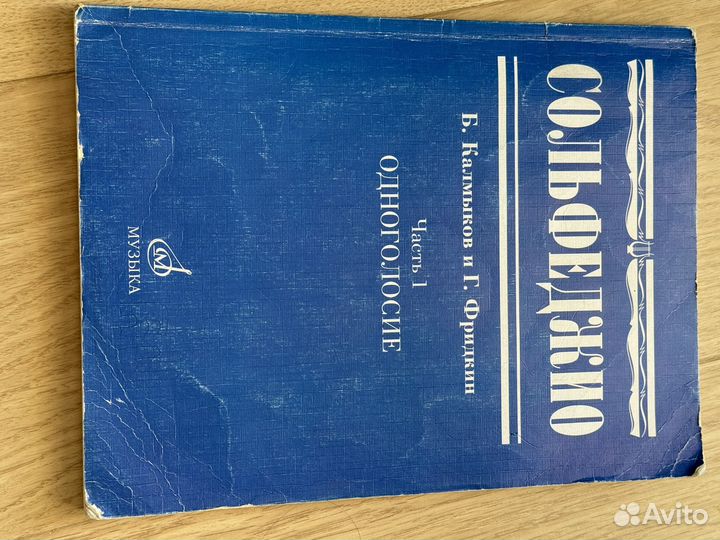 СОЛЬФЕДЖИО
Б. Калмыков и Г. Фридкин
Часть 1
ОДНОГОЛОСИЕ
М
МУЗЫКА
Avito